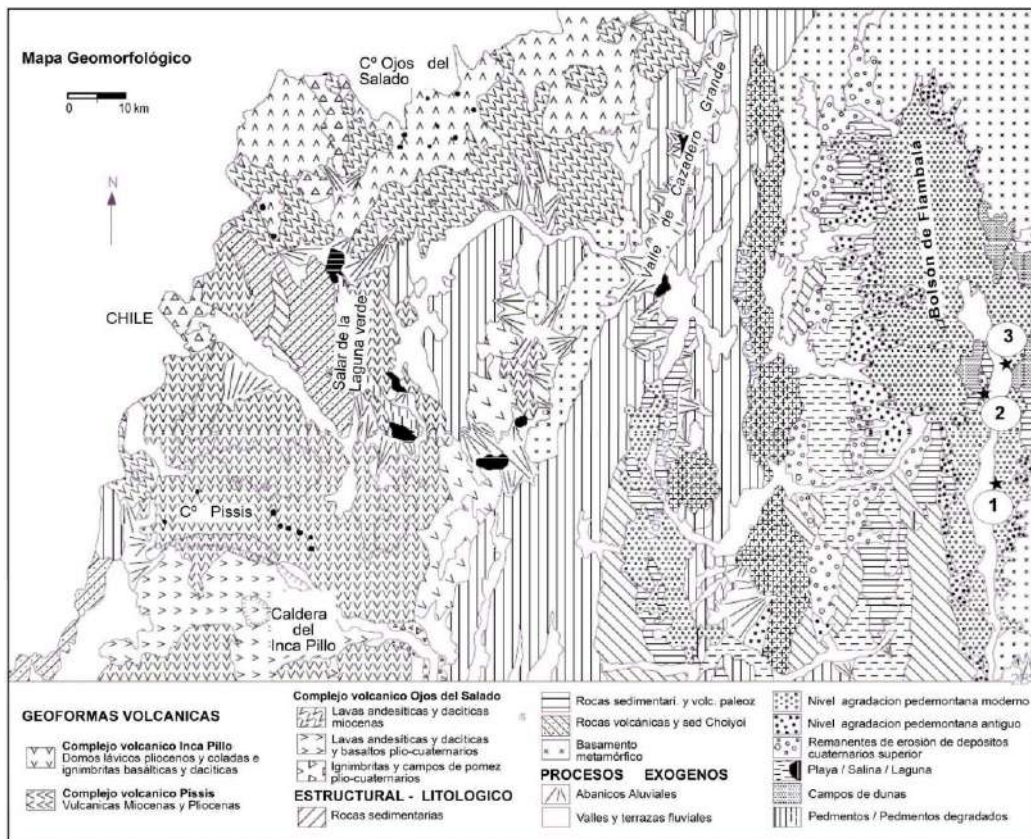 Mapa Geomorfológico
0 10 km
N
Cº Ojos del
Salado
Valle de Cazadero Grande
Bolsón de Fiambalá
CHILE
Salar de la
Laguna verde
3
2
1
Cº Pissis
Caldera
del
Inca Pillo
GEOFORMAS VOLCANICAS
Complejo volcanico Inca Pillo
Domos lávicos pliocenos y coladas e
ignimbritas basálticas y dacíticas
Complejo volcanico Pissis
Vulcanicas Miocenas y Pliocenas
Complejo volcanico Ojos del Salado
Lavas andesíticas y dacíticas
miocenas
Lavas andesíticas y dacíticas
y basaltos plio-cuaternarios
Ignimbritas y campos de pomez
plio-cuaternarios
ESTRUCTURAL - LITOLOGICO
Rocas sedimentarias
Rocas sedimentari. y volc. paleoz
Rocas volcánicas y sed Choiyoi
Basamento
metamórfico
PROCESOS EXOGENOS
Abanicos Aluviales
Valles y terrazas fluviales
Nivel agradacion pedemontana moderno
Nivel agradacion pedemontana antiguo
Remanentes de erosión de depósitos
cuaternarios superior
Playa / Salina / Laguna
Campos de dunas
Pedmentos / Pedmentos degradados